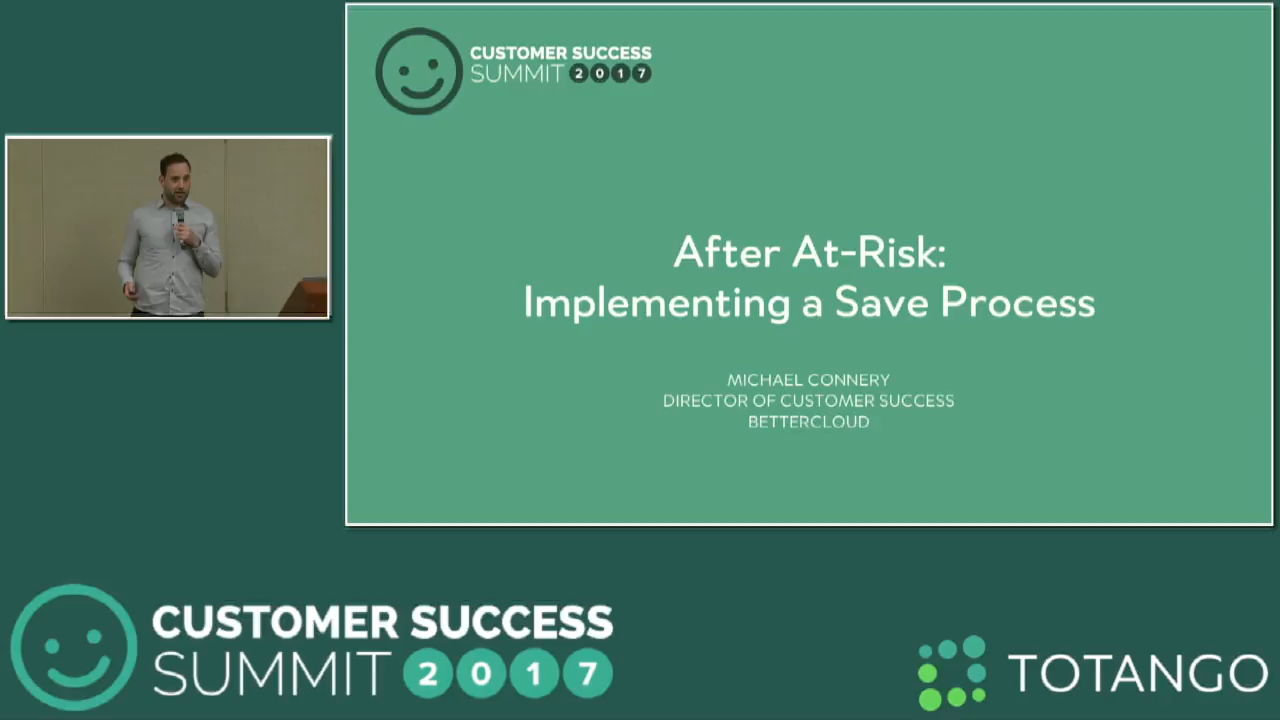 CUSTOMER SUCCESS
SUMMIT 2017
After At-Risk:
Implementing a Save Process
MICHAEL CONNERY
DIRECTOR OF CUSTOMER SUCCESS
BETTERCLOUD
CUSTOMER SUCCESS
SUMMIT 2017
TOTANGO